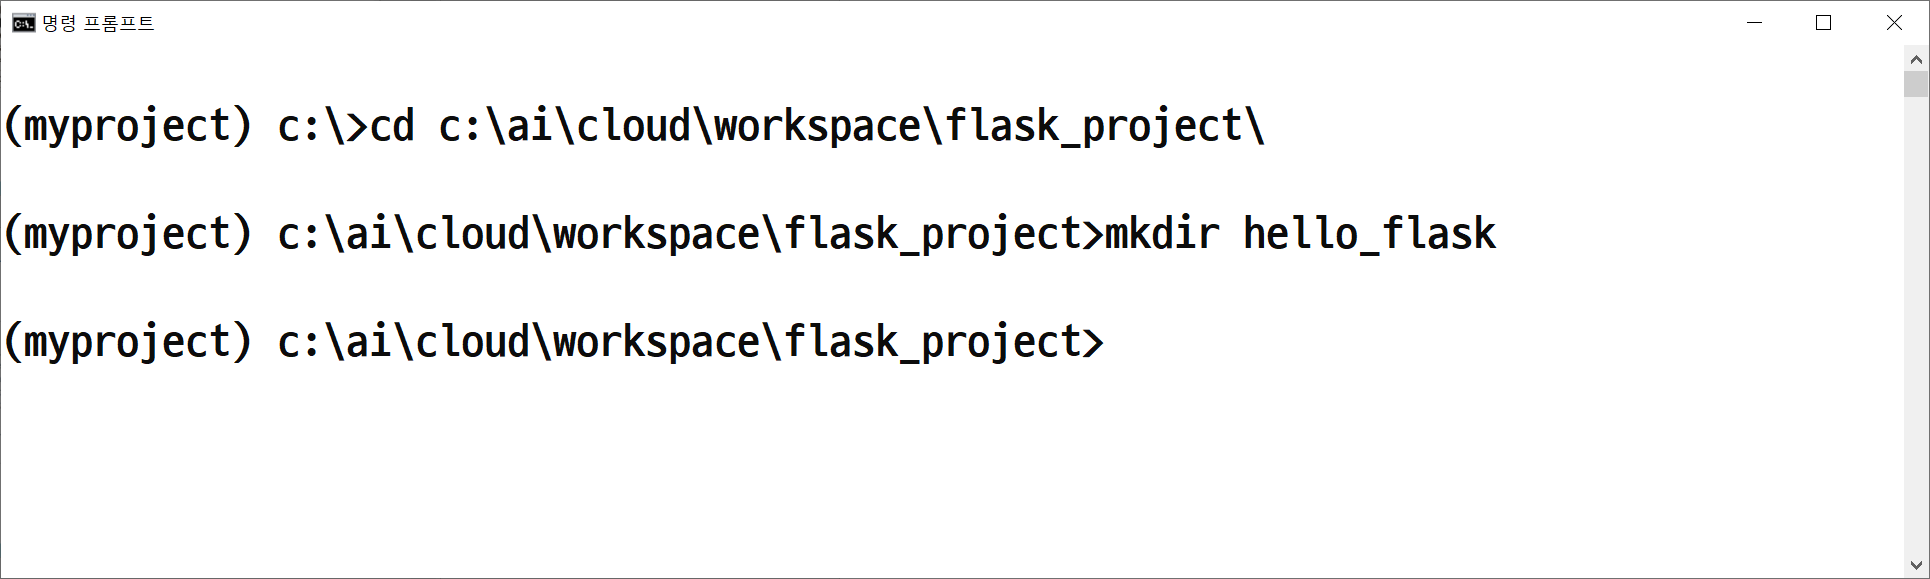 명령 프롬프트
(myproject) c:\>cd c:\ai\cloud\workspace\flask_project\
(myproject) c:\ai\cloud\workspace\flask_project>mkdir hello_flask
(myproject) c:\ai\cloud\workspace\flask_project>